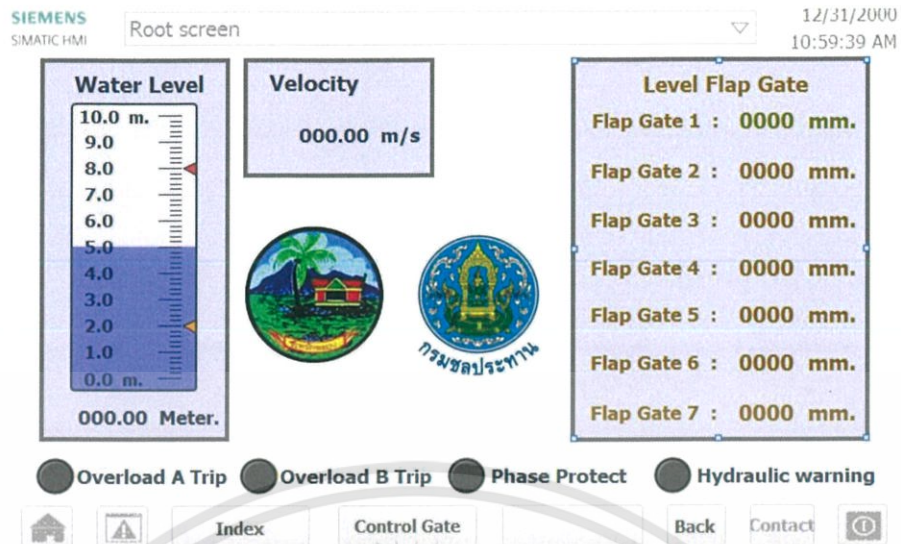 SIEMENS
SIMATIC HMI
Root screen
12/31/2000
10:59:39 AM
Water Level
10.0 m.
9.0
8.0
7.0
6.0
5.0
4.0
3.0
2.0
1.0
0.0 m.
000.00 Meter.
Velocity
000.00 m/s
กรมชลประทาน
Level Flap Gate
Flap Gate 1 : 0000 mm.
Flap Gate 2 : 0000 mm.
Flap Gate 3 : 0000 mm.
Flap Gate 4 : 0000 mm.
Flap Gate 5 : 0000 mm.
Flap Gate 6 : 0000 mm.
Flap Gate 7 : 0000 mm.
Overload A Trip Overload B Trip Phase Protect Hydraulic warning
Index Control Gate Back Contact